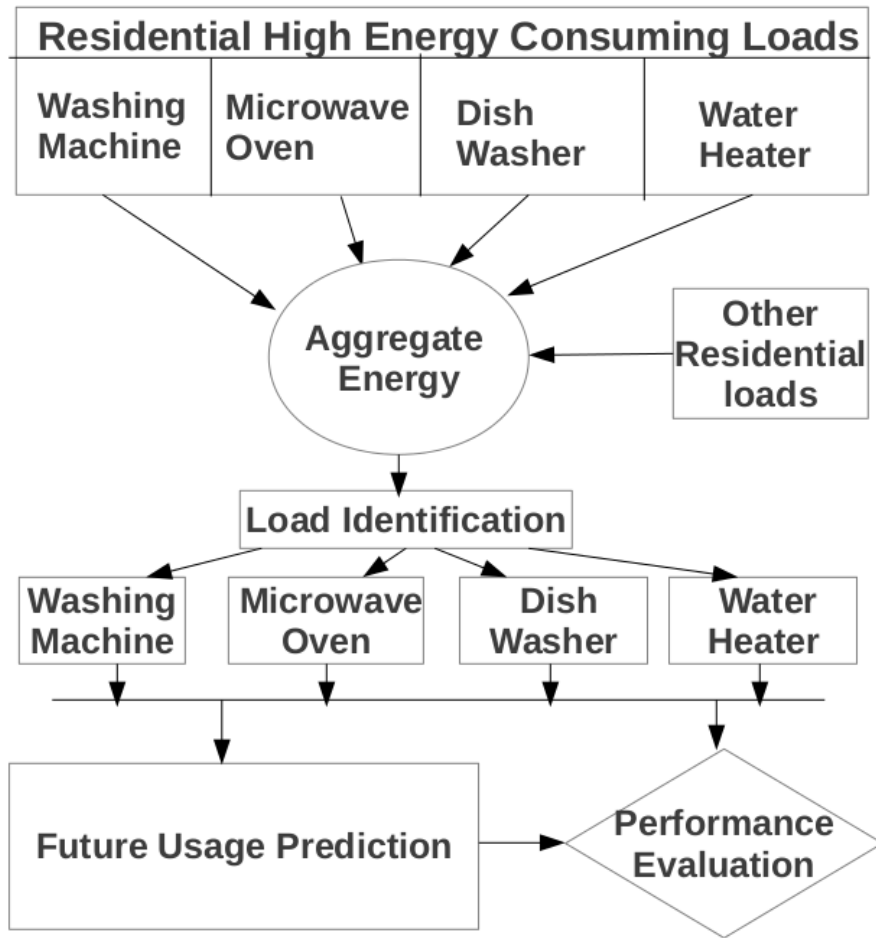 Residential High Energy Consuming Loads
Washing
Machine
Microwave
Oven
Dish
Washer
Water
Heater
Aggregate
Energy
Other
Residential
loads
Load Identification
Washing
Machine
Microwave
Oven
Dish
Washer
Water
Heater
Future Usage Prediction
Performance
Evaluation